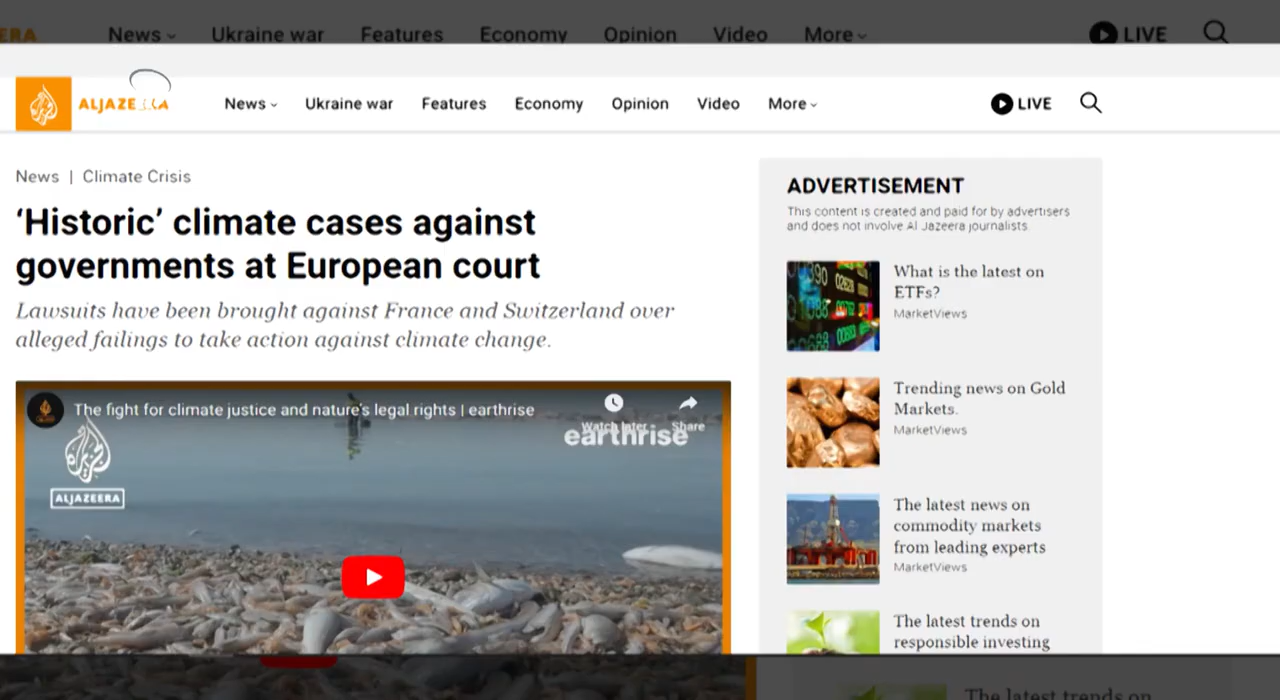 News Ukraine war Features Economy Opinion Video More LIVE
ALJAZE
News Ukraine war Features Economy Opinion Video More LIVE
News | Climate Crisis
‘Historic’ climate cases against
governments at European court
Lawsuits have been brought against France and Switzerland over
alleged failings to take action against climate change.
The fight for climate justice and nature's legal rights | earthrise
Watch later Share
earthrise
ALJAZEERA
ADVERTISEMENT
This content is created and paid for by advertisers
and does not involve Al Jazeera journalists.
What is the latest on
ETFs?
MarketViews
Trending news on Gold
Markets.
MarketViews
The latest news on
commodity markets
from leading experts
MarketViews
The latest trends on
responsible investing
The latest trends on